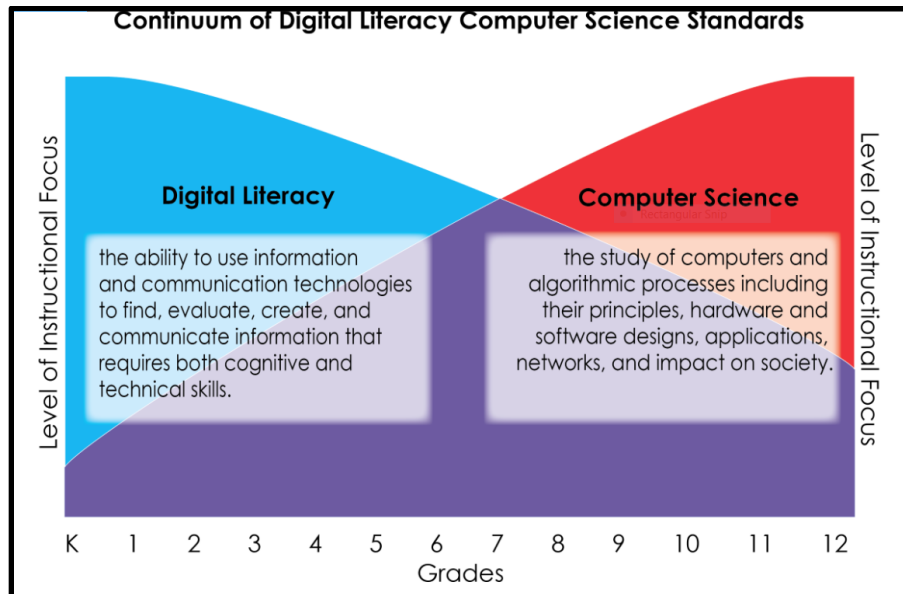 Continuum of Digital Literacy Computer Science Standards
Level of Instructional Focus
Digital Literacy
the ability to use information
and communication technologies
to find, evaluate, create, and
communicate information that
requires both cognitive and
technical skills.
Computer Science
Rectangular Snip
the study of computers and
algorithmic processes including
their principles, hardware and
software designs, applications,
networks, and impact on society.
Level of Instructional Focus
K 1 2 3 4 5 6 7 8 9 10 11 12
Grades